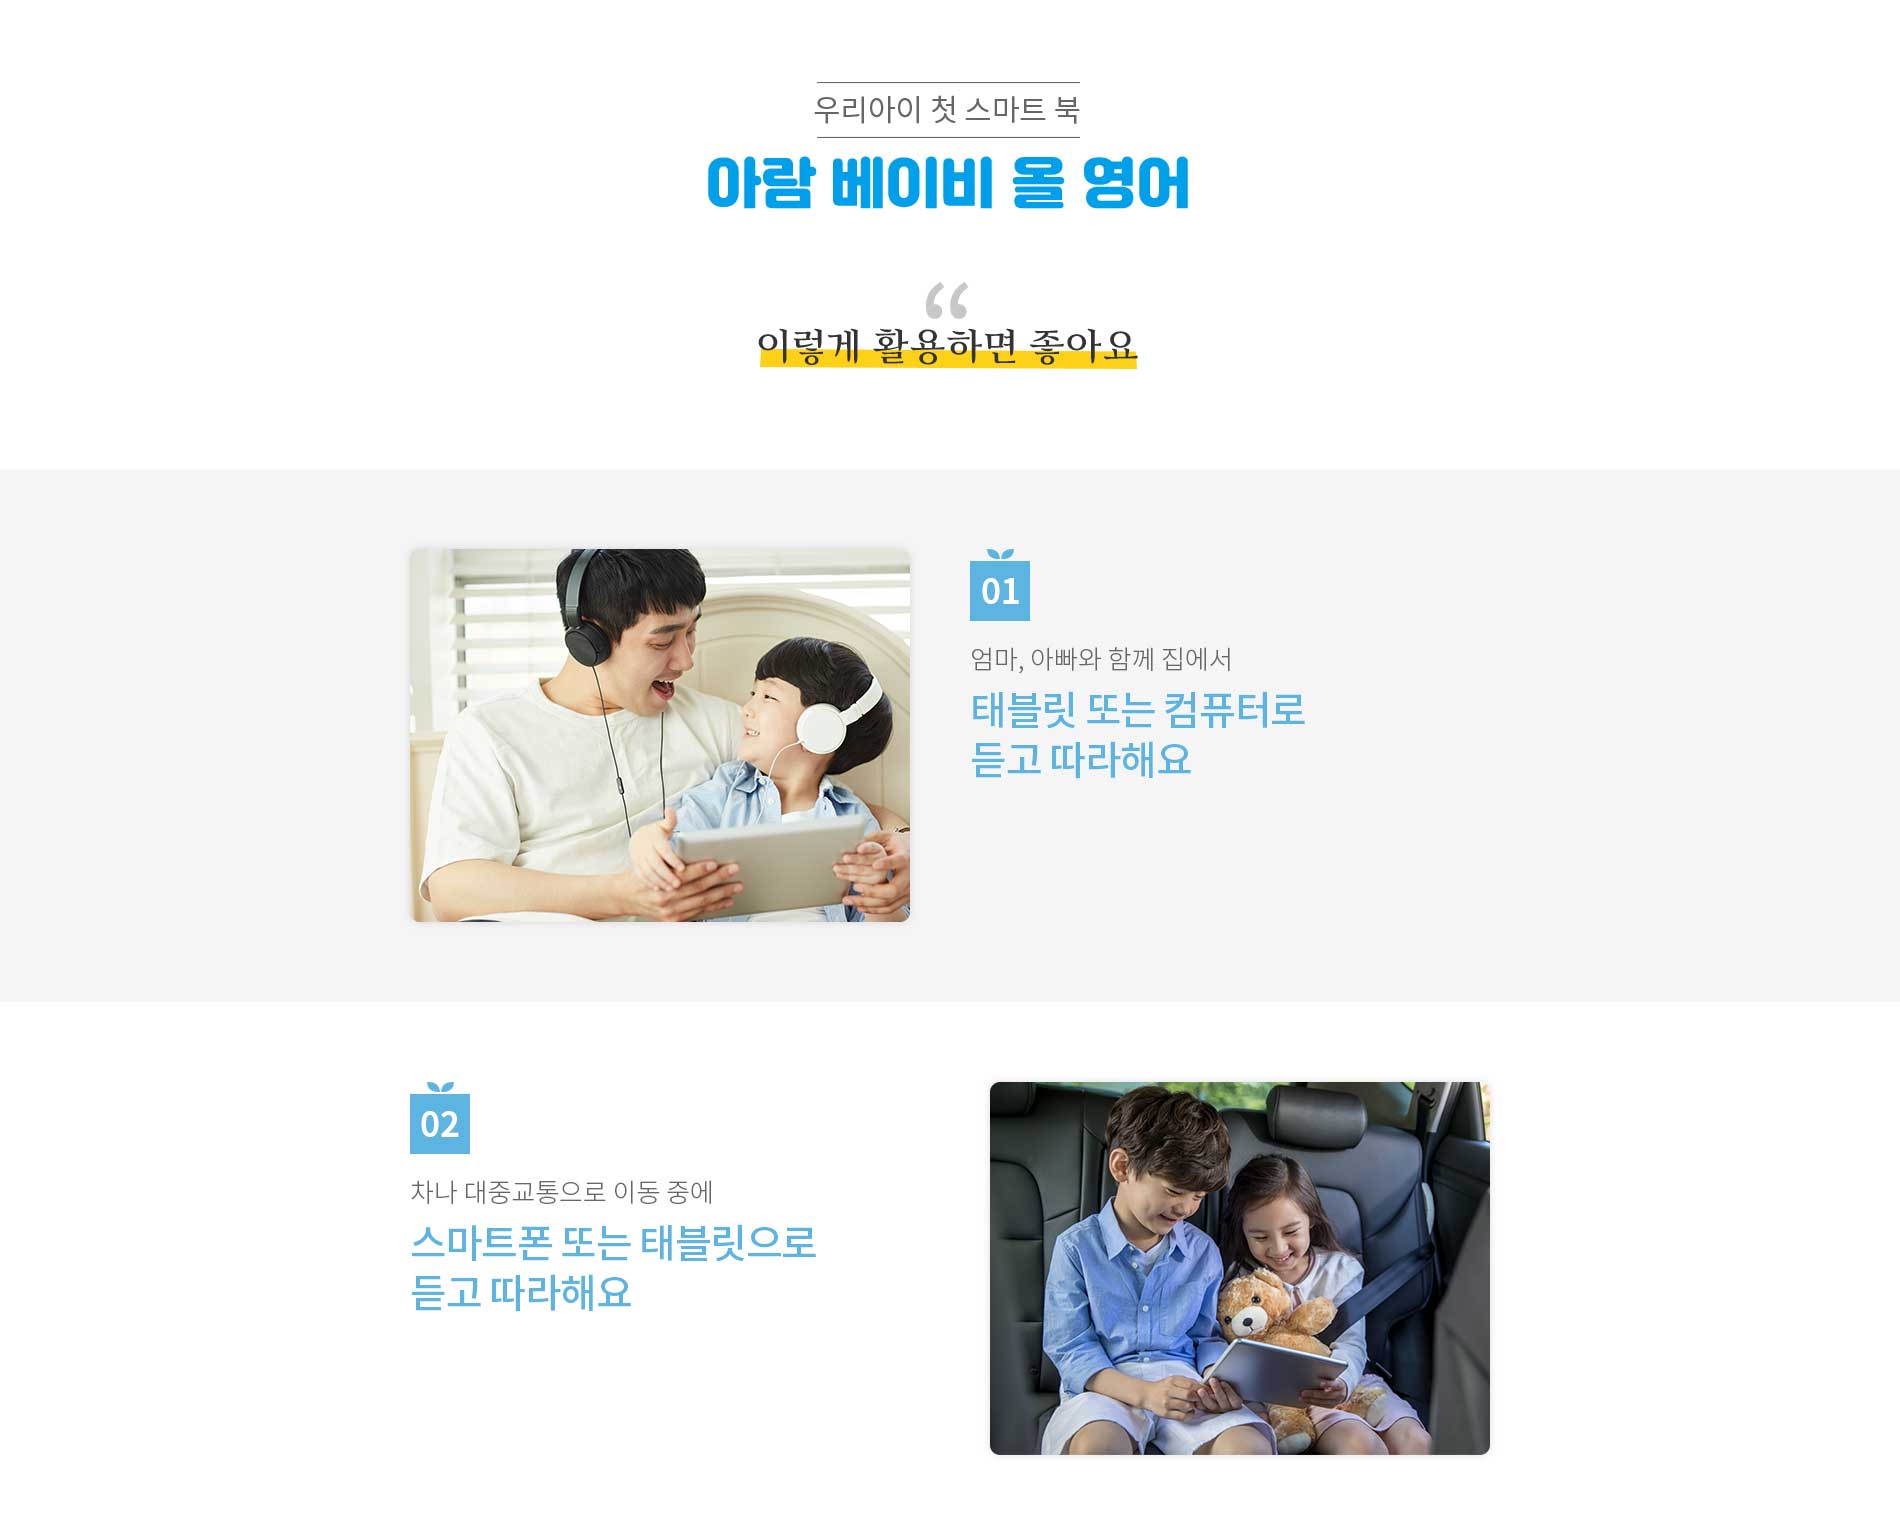 우리아이 첫 스마트 북
아람 베이비 올 영어
“
이렇게 활용하면 좋아요
01
엄마, 아빠와 함께 집에서
태블릿 또는 컴퓨터로
듣고 따라해요
02
차나 대중교통으로 이동 중에
스마트폰 또는 태블릿으로
듣고 따라해요